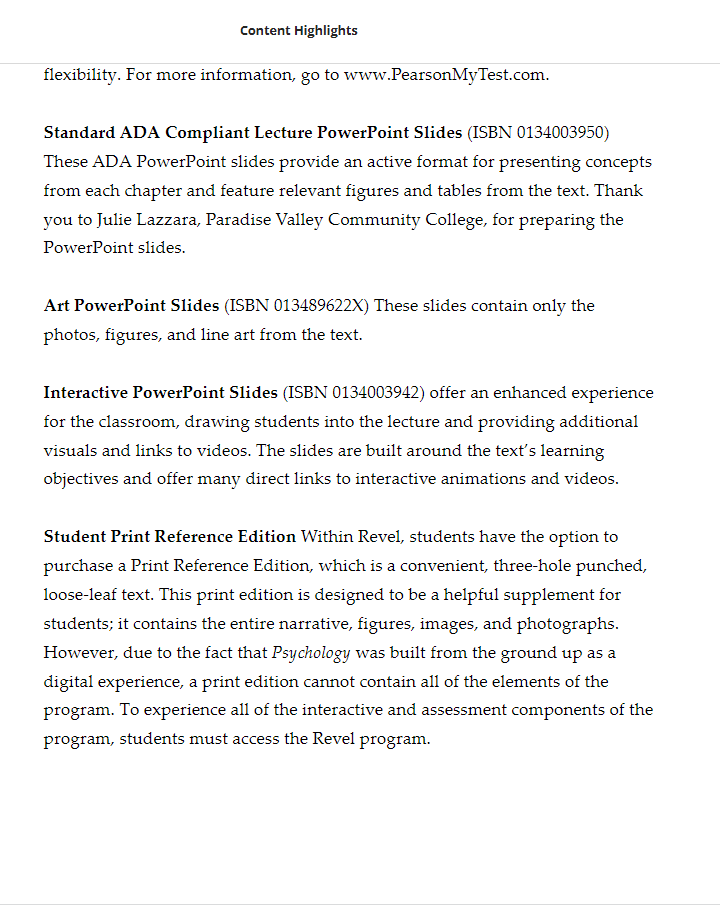 Content Highlights
flexibility. For more information, go to www.PearsonMyTest.com.
Standard ADA Compliant Lecture PowerPoint Slides (ISBN 0134003950)
These ADA PowerPoint slides provide an active format for presenting concepts
from each chapter and feature relevant figures and tables from the text. Thank
you to Julie Lazzara, Paradise Valley Community College, for preparing the
PowerPoint slides.
Art PowerPoint Slides (ISBN 013489622X) These slides contain only the
photos, figures, and line art from the text.
Interactive PowerPoint Slides (ISBN 0134003942) offer an enhanced experience
for the classroom, drawing students into the lecture and providing additional
visuals and links to videos. The slides are built around the text’s learning
objectives and offer many direct links to interactive animations and videos.
Student Print Reference Edition Within Revel, students have the option to
purchase a Print Reference Edition, which is a convenient, three-hole punched,
loose-leaf text. This print edition is designed to be a helpful supplement for
students; it contains the entire narrative, figures, images, and photographs.
However, due to the fact that Psychology was built from the ground up as a
digital experience, a print edition cannot contain all of the elements of the
program. To experience all of the interactive and assessment components of the
program, students must access the Revel program.